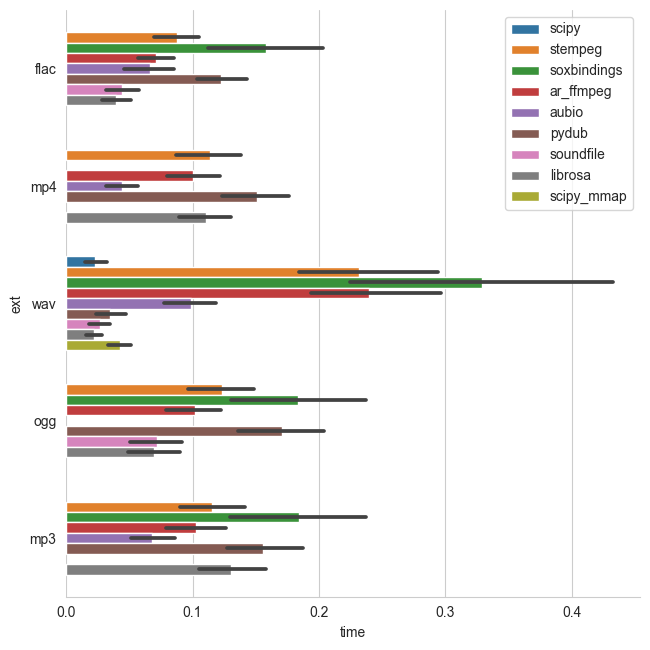 scipy
stempeg
soxbindings
ar_ffmpeg
aubio
pydub
soundfile
librosa
scipy_mmap
flac
mp4
wav
ogg
mp3
ext
0.0 0.1 0.2 0.3 0.4
time